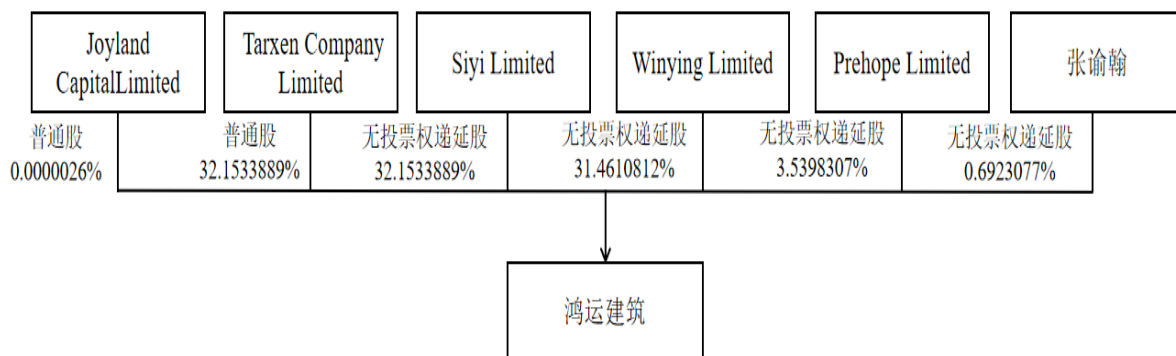 Joyland
CapitalLimited
Tarxen Company
Limited
Siyi Limited
Winying Limited
Prehope Limited
张谕翰
普通股
0.0000026%
普通股
32.1533889%
无投票权递延股
32.1533889%
无投票权递延股
31.4610812%
无投票权递延股
3.5398307%
无投票权递延股
0.6923077%
鸿运建筑